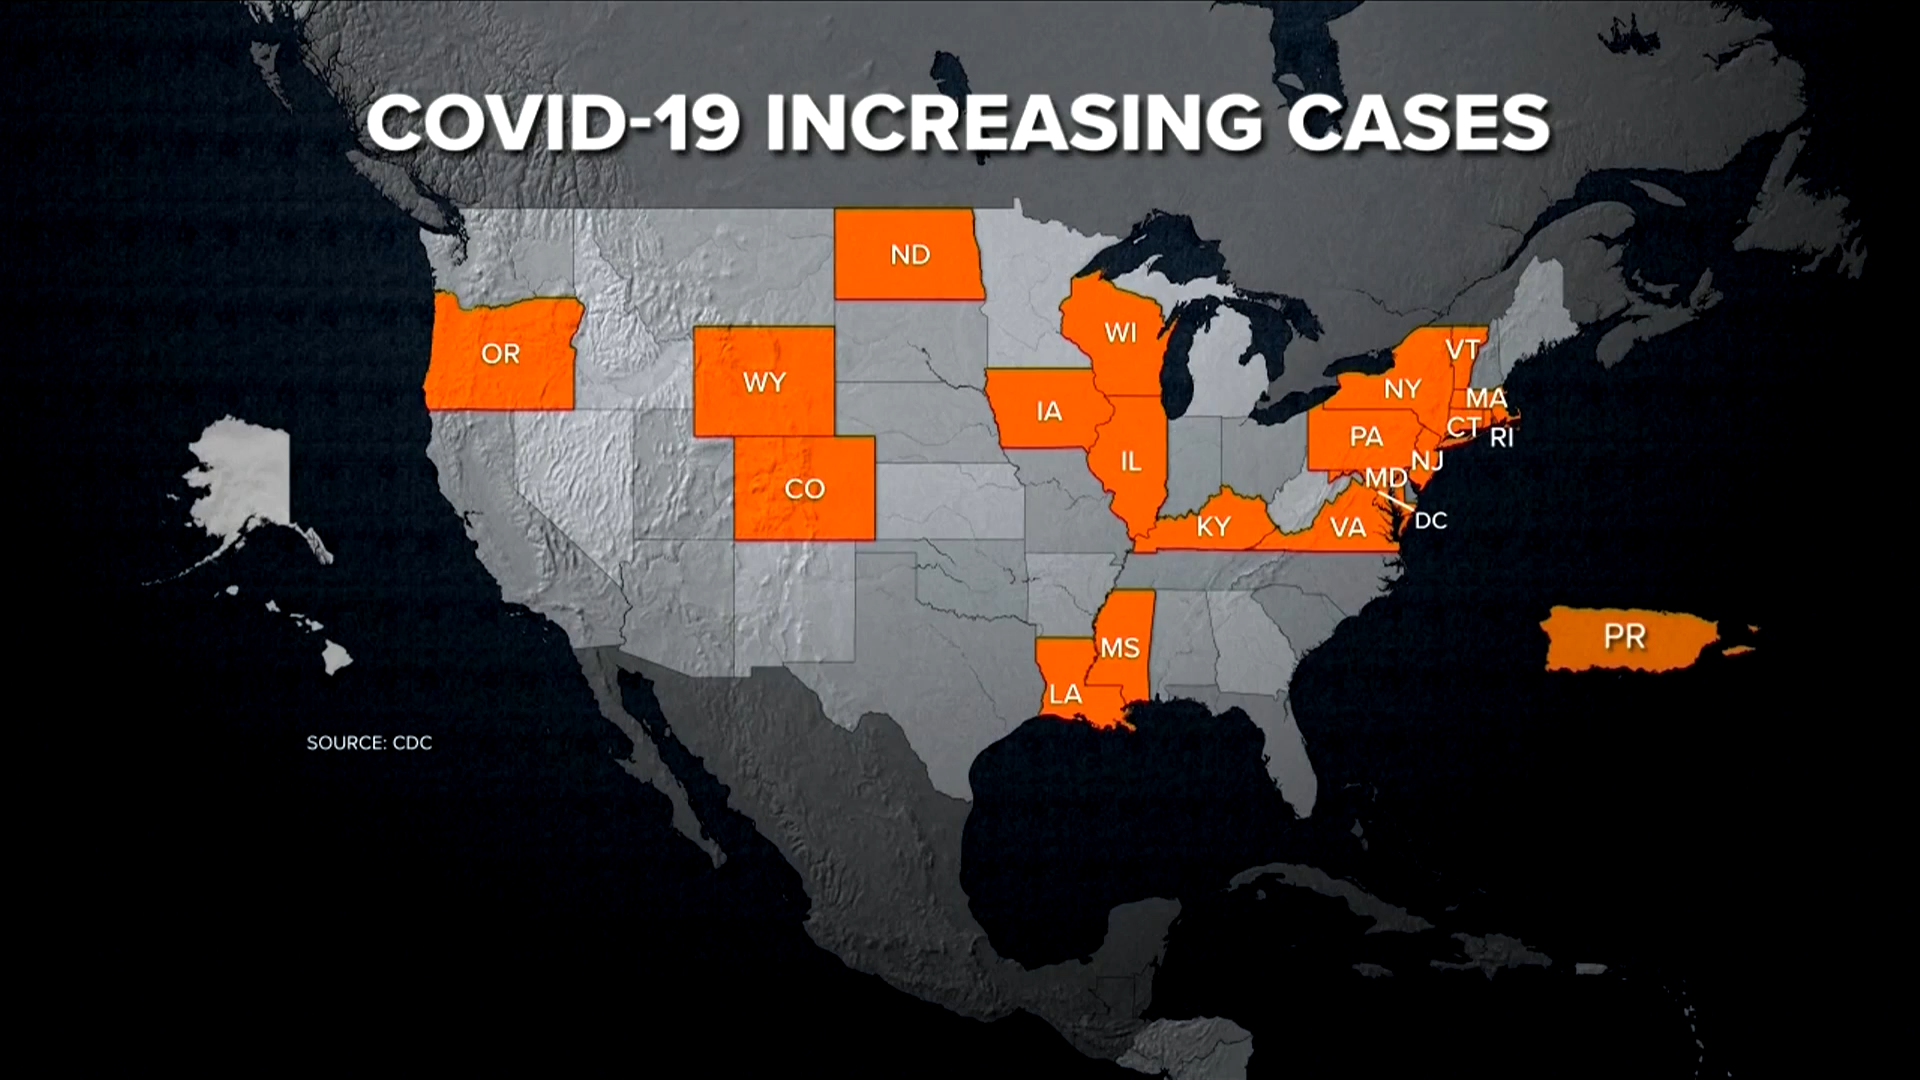 COVID-19 INCREASING CASES
ND
WI
OR
VT
WY
NY
MA
IA
CT
RI
PA
IL
NJ
MD
CO
DC
KY
VA
PR
MS
LA
SOURCE: CDC